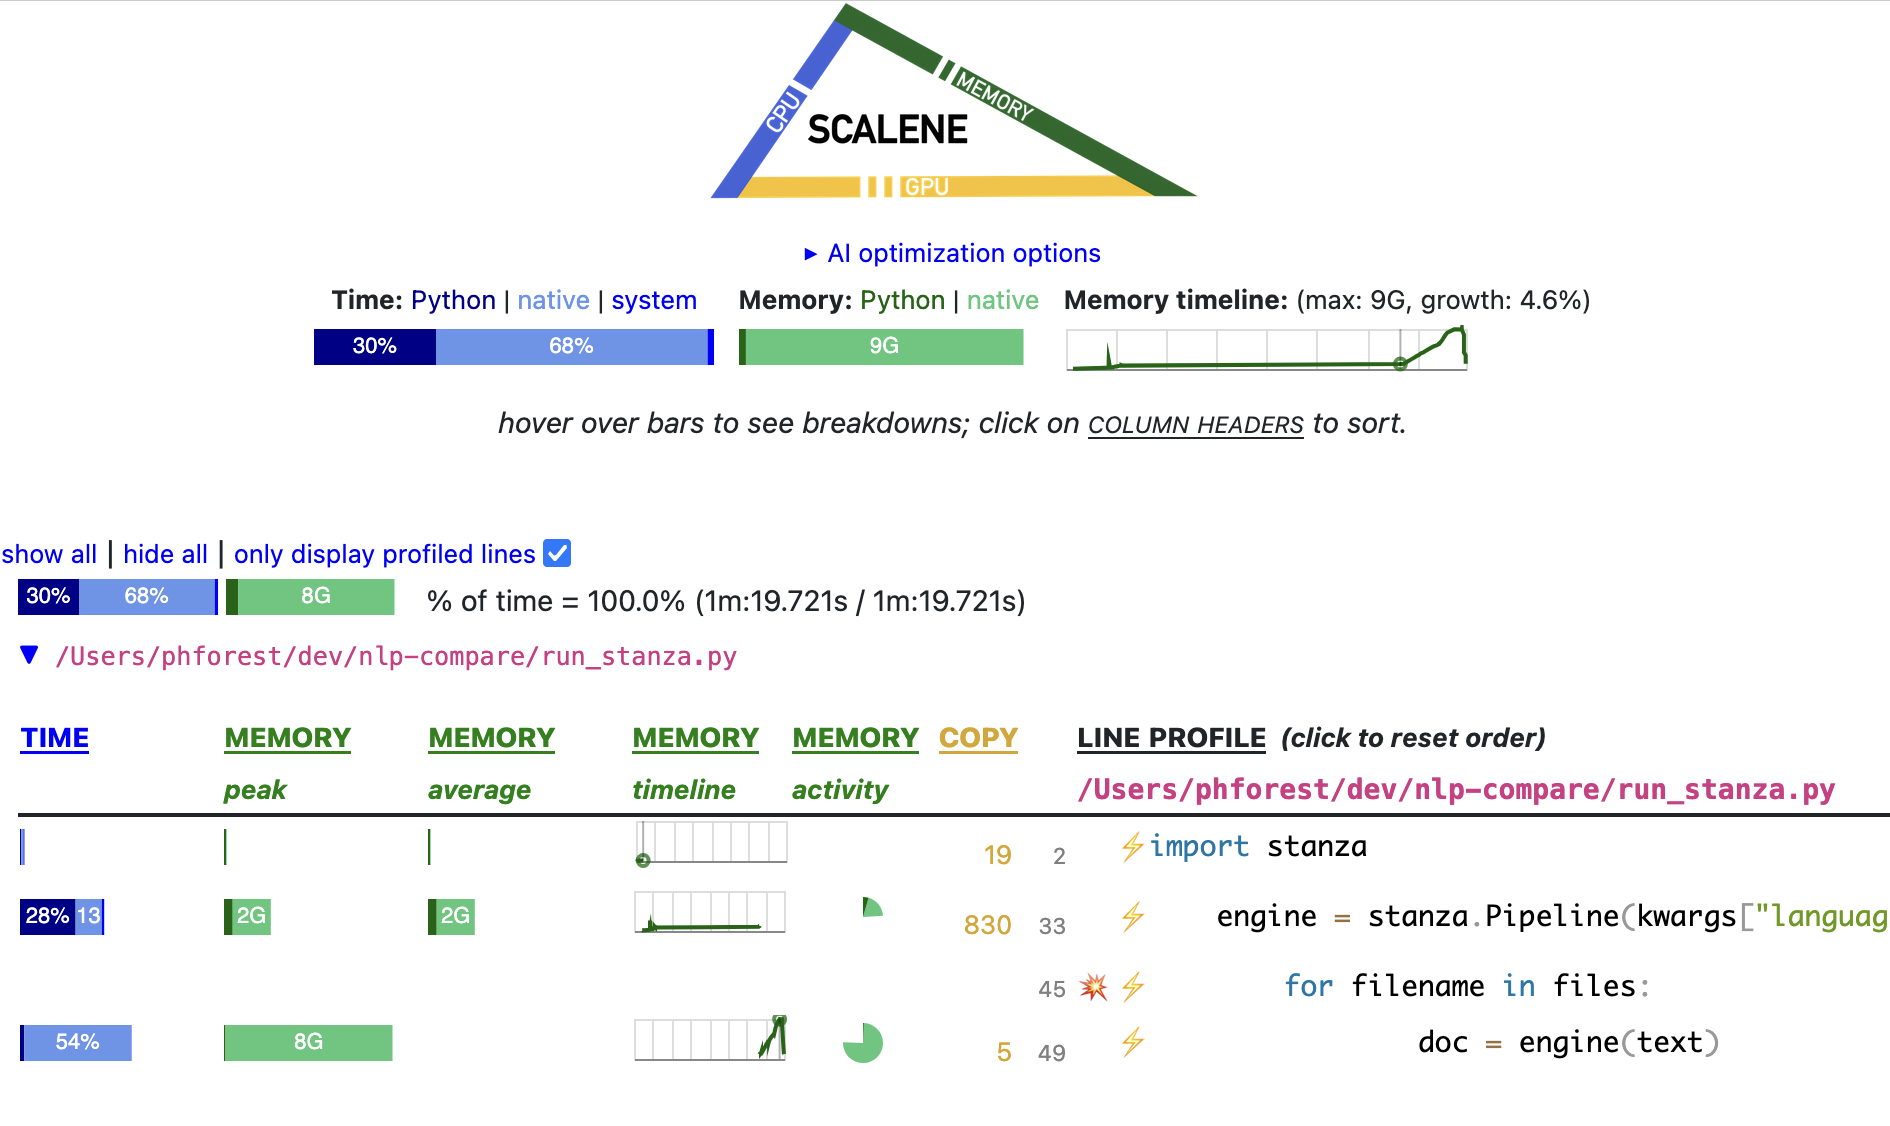 CPU
MEMORY
SCALENE
GPU
▸ AI optimization options
Time: Python | native | system
Memory: Python | native
Memory timeline: (max: 9G, growth: 4.6%)
30% 68%
9G
hover over bars to see breakdowns; click on COLUMN HEADERS to sort.
show all | hide all | only display profiled lines
30% 68% 8G % of time = 100.0% (1m:19.721s / 1m:19.721s)
▼ /Users/phforest/dev/nlp-compare/run_stanza.py
TIME MEMORY MEMORY MEMORY MEMORY COPY LINE PROFILE (click to reset order)
peak average timeline activity /Users/phforest/dev/nlp-compare/run_stanza.py
19 2 ⚡import stanza
28% 13 2G 2G 830 33 ⚡ engine = stanza.Pipeline(kwargs["languag
45 💥 ⚡ for filename in files:
54% 8G 5 49 ⚡ doc = engine(text)